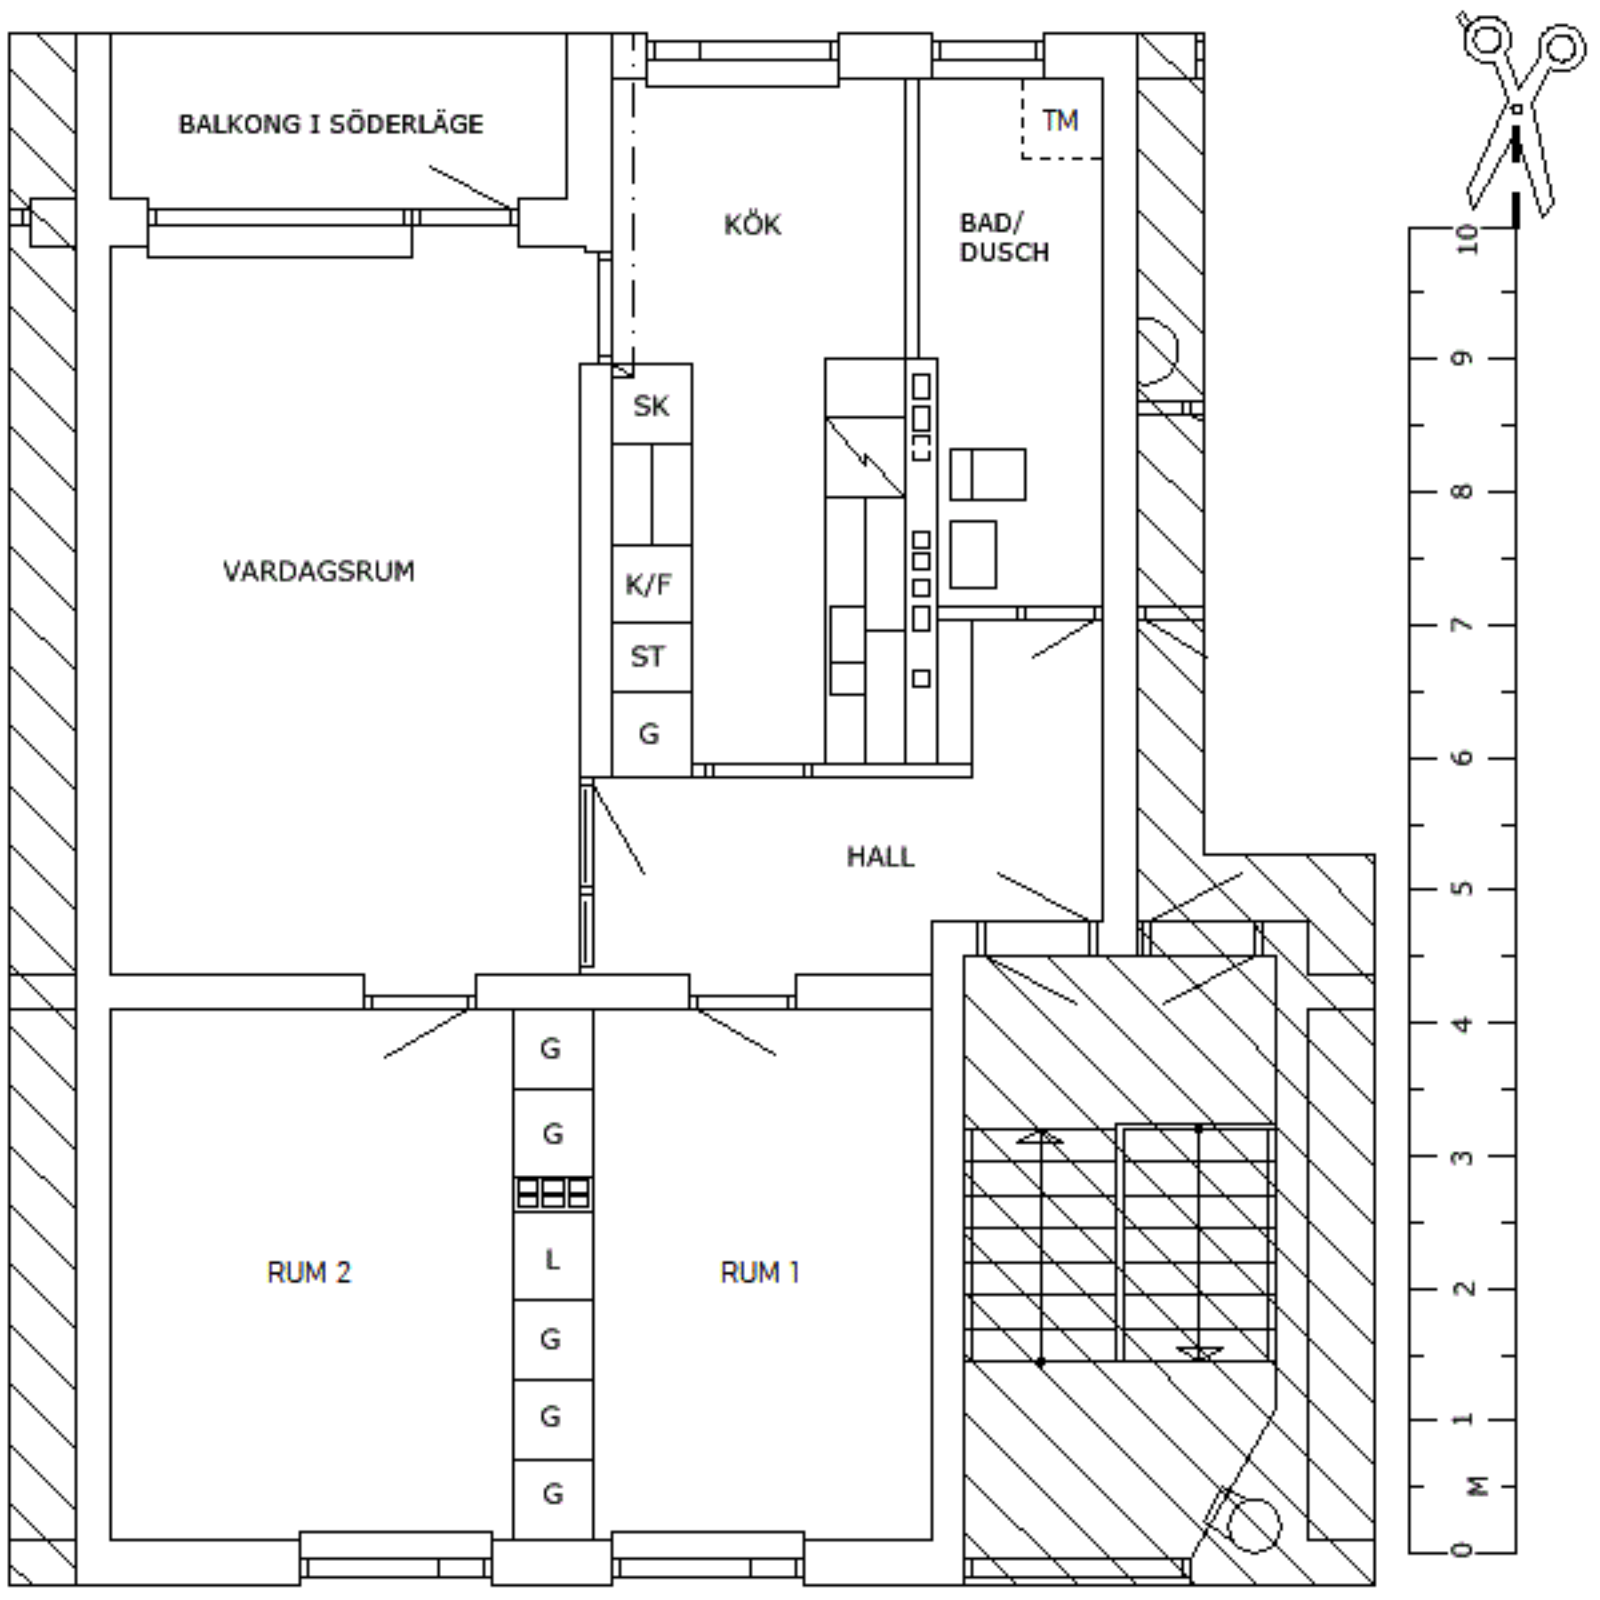 BALKONG I SÖDERLÄGE
TM
KÖK
BAD/
DUSCH
SK
VARDAGSRUM
K/F
ST
G
HALL
G
G
L
RUM 2
RUM 1
G
G
G
10
9
8
7
6
5
4
3
2
1
M
0